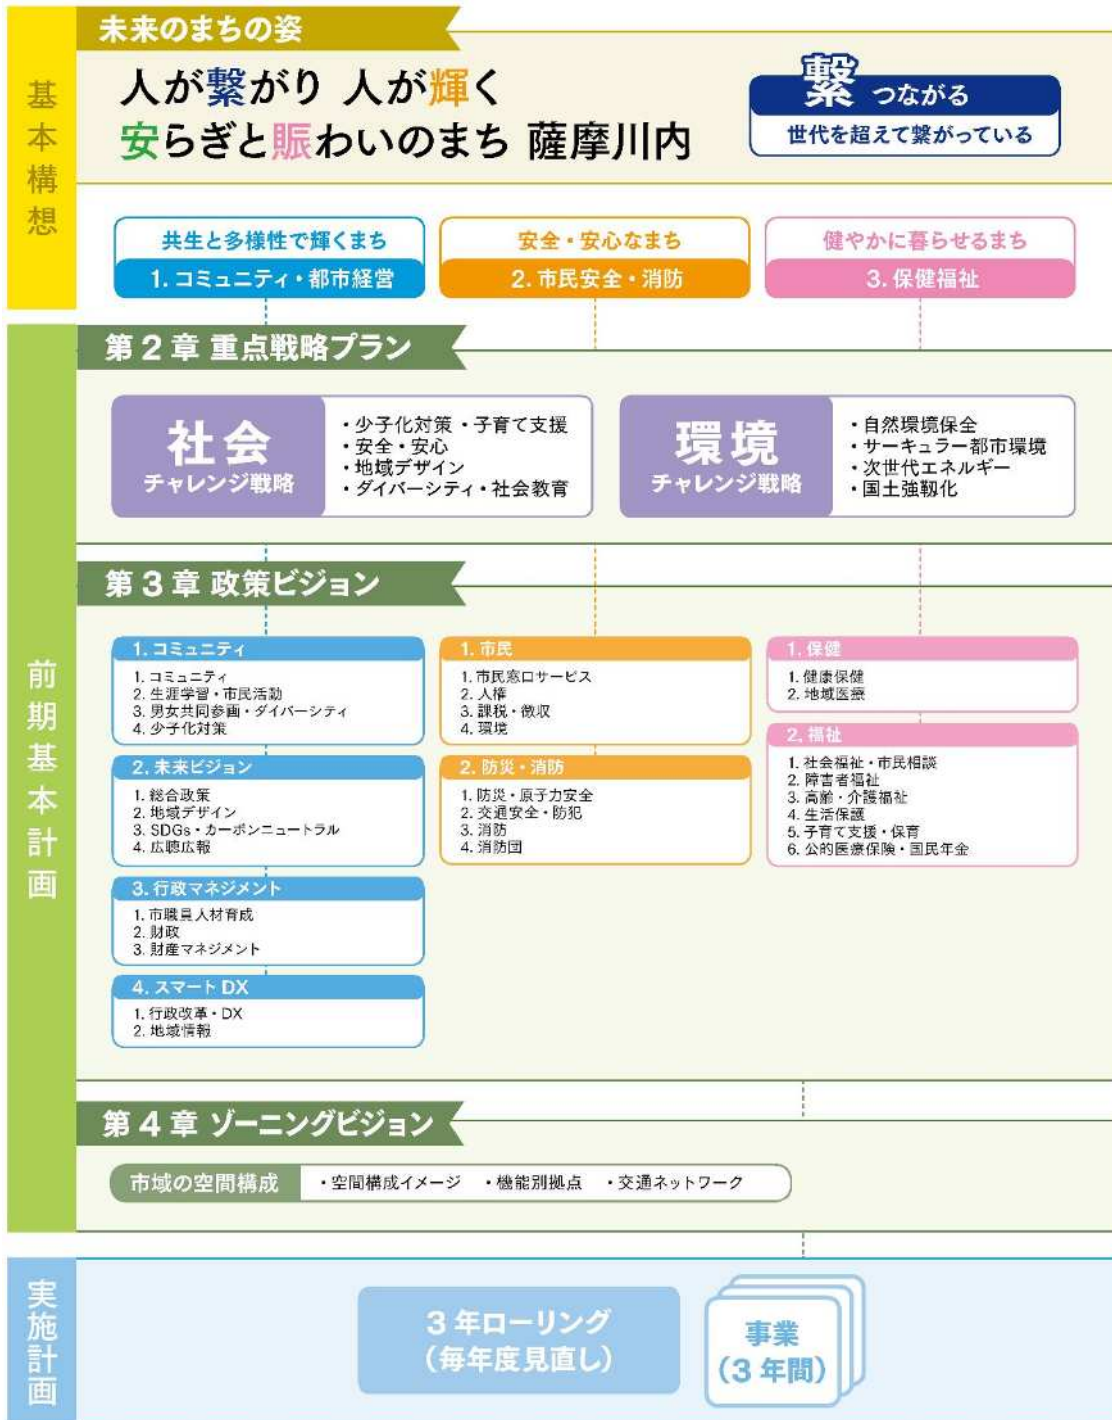 基本構想
未来のまちの姿
人が繋がり 人が輝く
安らぎと賑わいのまち 薩摩川内
繋 つながる
世代を超えて繋がっている
共生と多様性で輝くまち
1. コミュニティ・都市経営
安全・安心なまち
2. 市民安全・消防
健やかに暮らせるまち
3. 保健福祉
前期基本計画
第2章 重点戦略プラン
社会
チャレンジ戦略
・少子化対策・子育て支援
・安全・安心
・地域デザイン
・ダイバーシティ・社会教育
環境
チャレンジ戦略
・自然環境保全
・サーキュラー都市環境
・次世代エネルギー
・国土強靱化
第3章 政策ビジョン
1. コミュニティ
1. コミュニティ
2. 生涯学習・市民活動
3. 男女共同参画・ダイバーシティ
4. 少子化対策
2. 未来ビジョン
1. 総合政策
2. 地域デザイン
3. SDGs・カーボンニュートラル
4. 広聴広報
3. 行政マネジメント
1. 市職員人材育成
2. 財政
3. 財産マネジメント
4. スマート DX
1. 行政改革・DX
2. 地域情報
1. 市民
1. 市民窓口サービス
2. 人権
3. 課税・徴収
4. 環境
2. 防災・消防
1. 防災・原子力安全
2. 交通安全・防犯
3. 消防
4. 消防団
1. 保健
1. 健康保健
2. 地域医療
2. 福祉
1. 社会福祉・市民相談
2. 障害者福祉
3. 高齢・介護福祉
4. 生活保護
5. 子育て支援・保育
6. 公的医療保険・国民年金
第4章 ゾーニングビジョン
市域の空間構成
・空間構成イメージ ・機能別拠点 ・交通ネットワーク
実施計画
3年ローリング
（毎年度見直し）
事業
（3年間）